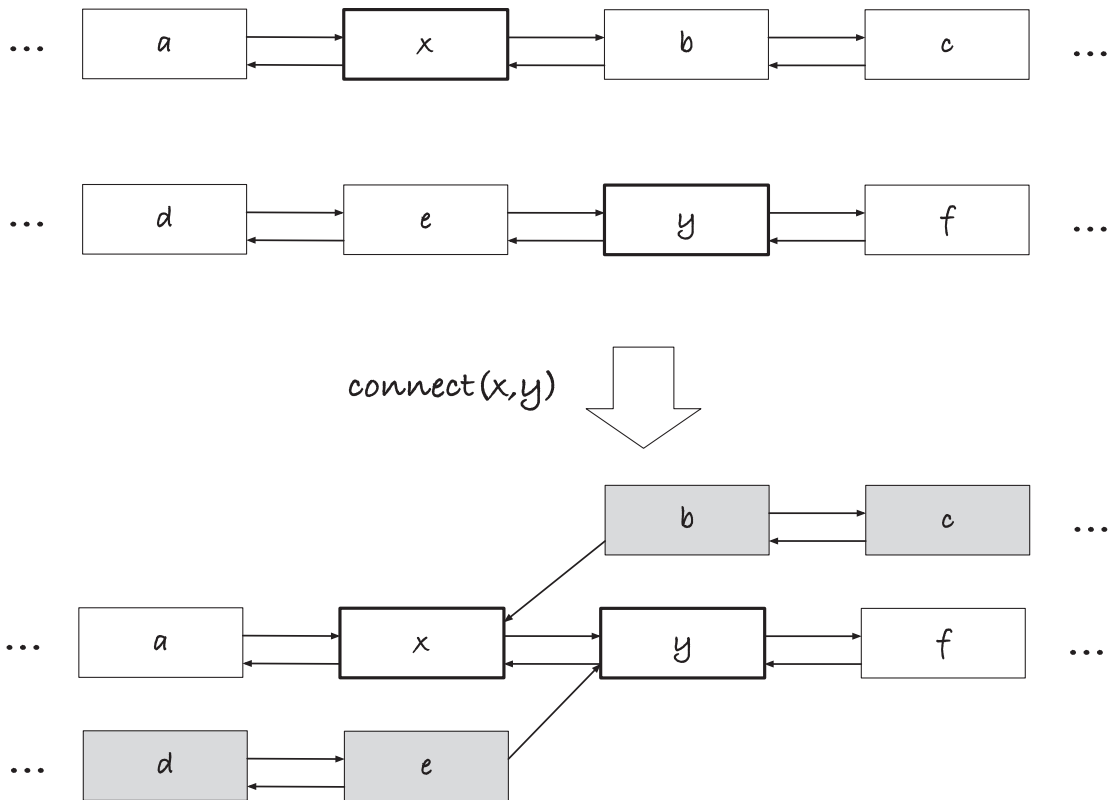 ... a x b c ...
... d e y f ...
connect(x,y)
b c ...
... a x y f ...
... d e